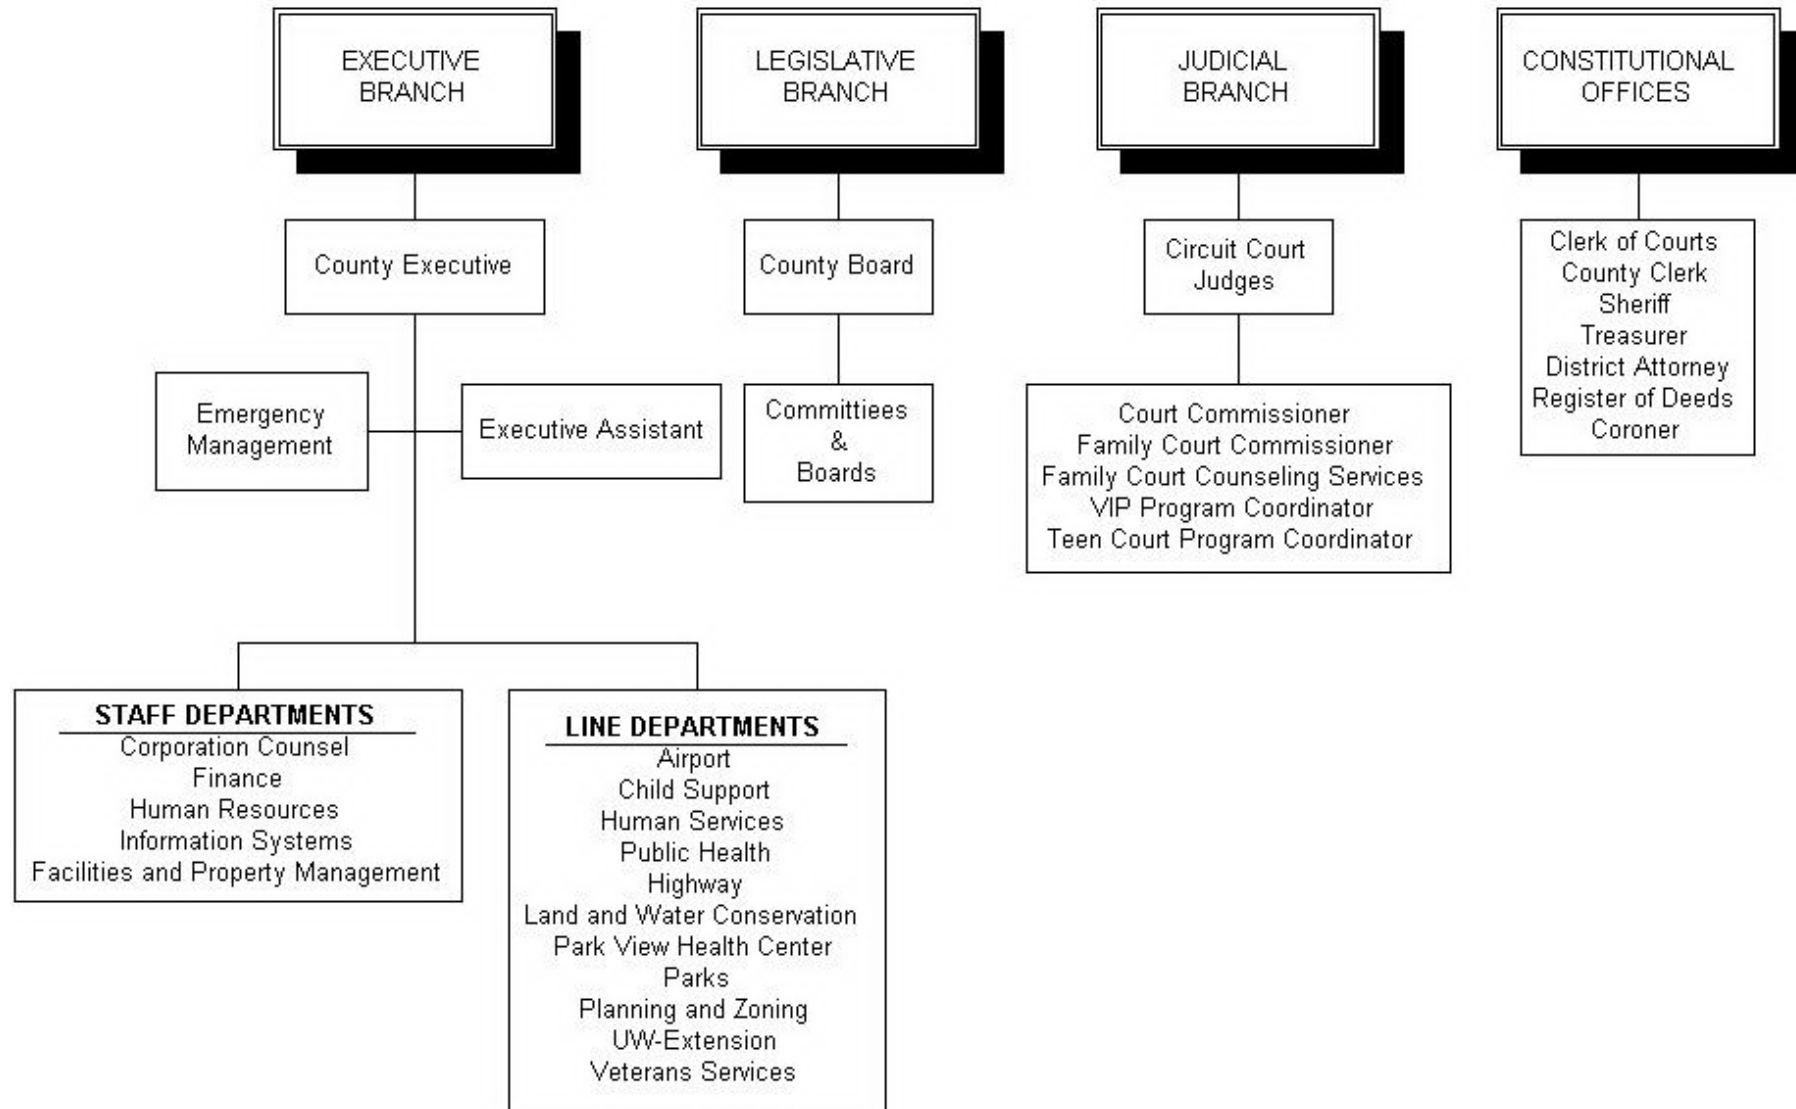 EXECUTIVE
BRANCH
LEGISLATIVE
BRANCH
JUDICIAL
BRANCH
CONSTITUTIONAL
OFFICES
County Executive
County Board
Circuit Court
Judges
Clerk of Courts
County Clerk
Sheriff
Treasurer
District Attorney
Register of Deeds
Coroner
Emergency
Management
Executive Assistant
Committiees
&
Boards
Court Commissioner
Family Court Commissioner
Family Court Counseling Services
VIP Program Coordinator
Teen Court Program Coordinator
STAFF DEPARTMENTS
Corporation Counsel
Finance
Human Resources
Information Systems
Facilities and Property Management
LINE DEPARTMENTS
Airport
Child Support
Human Services
Public Health
Highway
Land and Water Conservation
Park View Health Center
Parks
Planning and Zoning
UW-Extension
Veterans Services